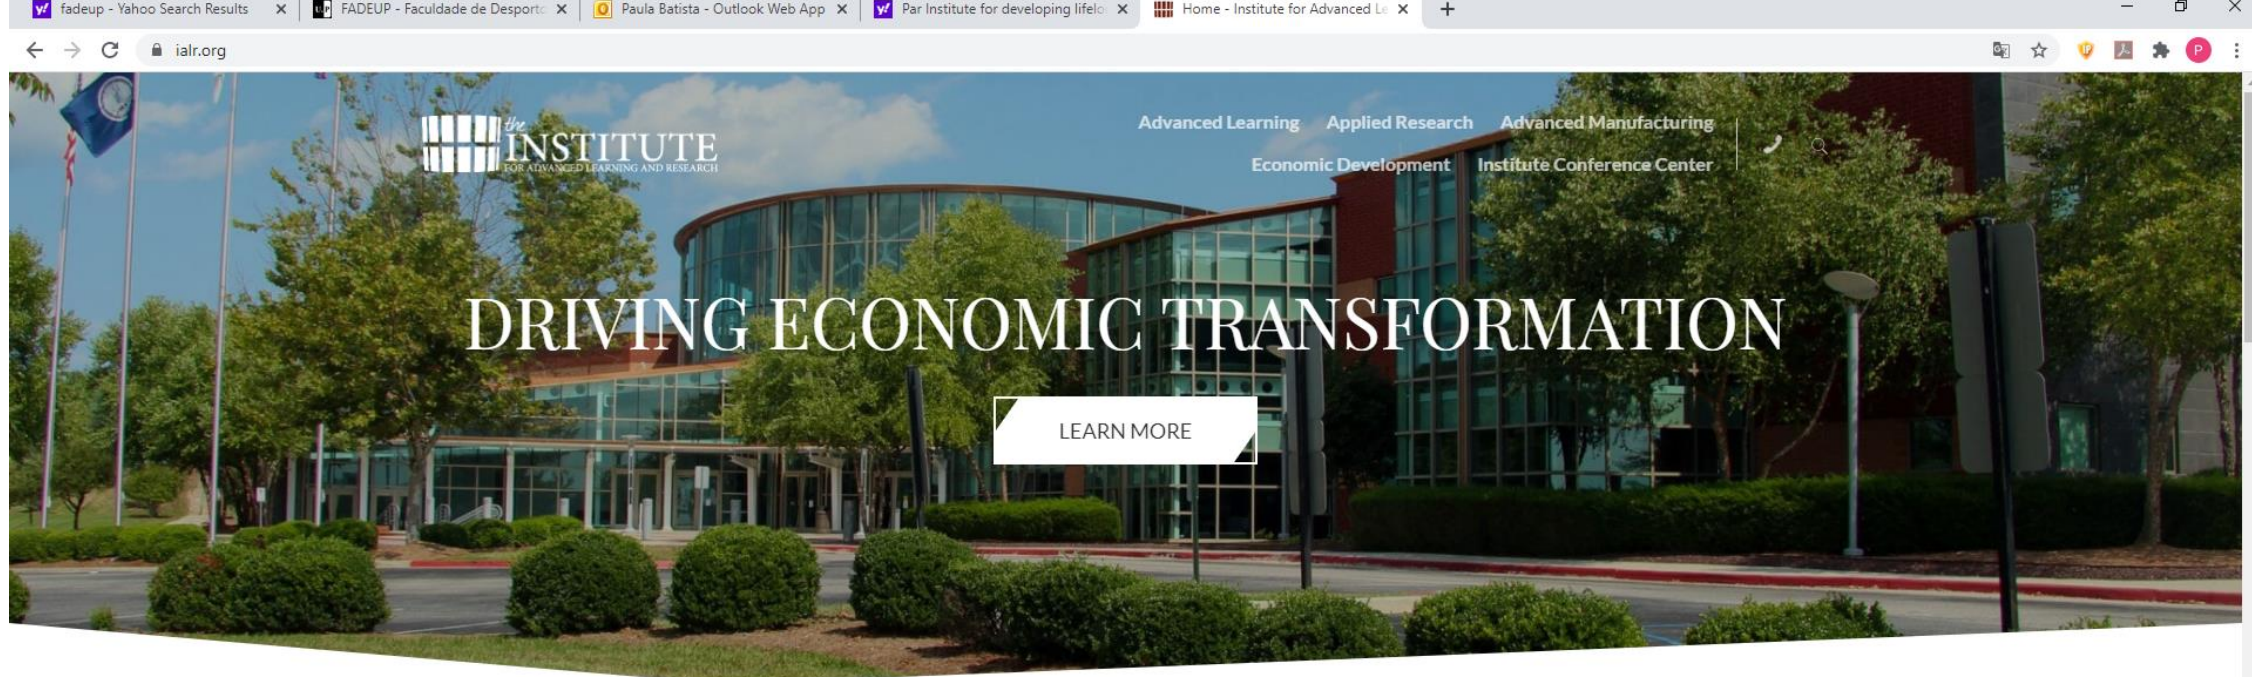 fadeup - Yahoo Search Results
FADEUP - Faculdade de Desporto
Paula Batista - Outlook Web App
Par Institute for developing lifelo
Home - Institute for Advanced Le
ialr.org
P
the
INSTITUTE
FOR ADVANCED LEARNING AND RESEARCH
Advanced Learning Applied Research Advanced Manufacturing
Economic Development Institute Conference Center
DRIVING ECONOMIC TRANSFORMATION
LEARN MORE